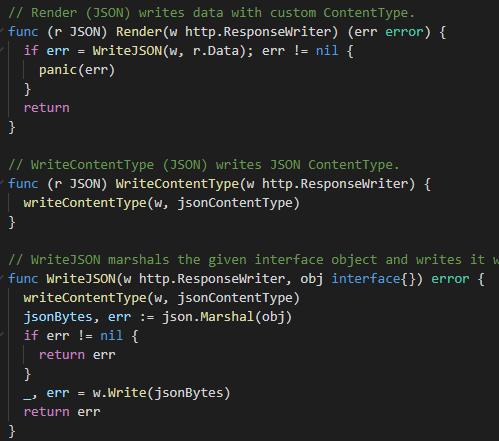 // Render (JSON) writes data with custom ContentType.
func (r JSON) Render(w http.ResponseWriter) (err error) {
  if err = WriteJSON(w, r.Data); err != nil {
    panic(err)
  }
  return
}

// WriteContentType (JSON) writes JSON ContentType.
func (r JSON) WriteContentType(w http.ResponseWriter) {
  writeContentType(w, jsonContentType)
}

// WriteJSON marshals the given interface object and writes it w
func WriteJSON(w http.ResponseWriter, obj interface{}) error {
  writeContentType(w, jsonContentType)
  jsonBytes, err := json.Marshal(obj)
  if err != nil {
    return err
  }
  _, err = w.Write(jsonBytes)
  return err
}